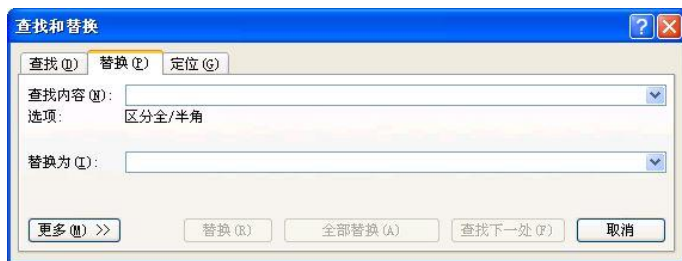 查找和替换
查找(D) 替换(P) 定位(G)
查找内容(N):
选项: 区分全/半角
替换为(I):
更多(M) >> 替换(R) 全部替换(A) 查找下一处(F) 取消